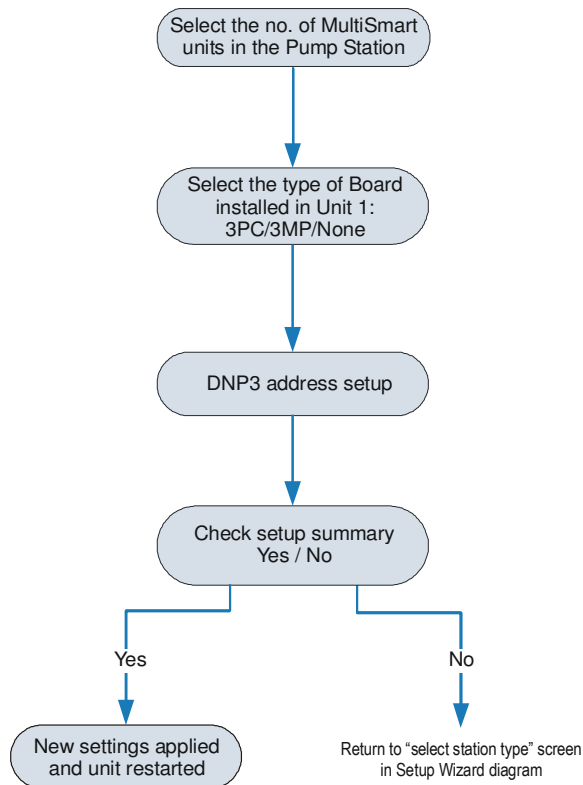 Select the no. of MultiSmart
units in the Pump Station
Select the type of Board
installed in Unit 1:
3PC/3MP/None
DNP3 address setup
Check setup summary
Yes / No
Yes
No
New settings applied
and unit restarted
Return to “select station type” screen
in Setup Wizard diagram